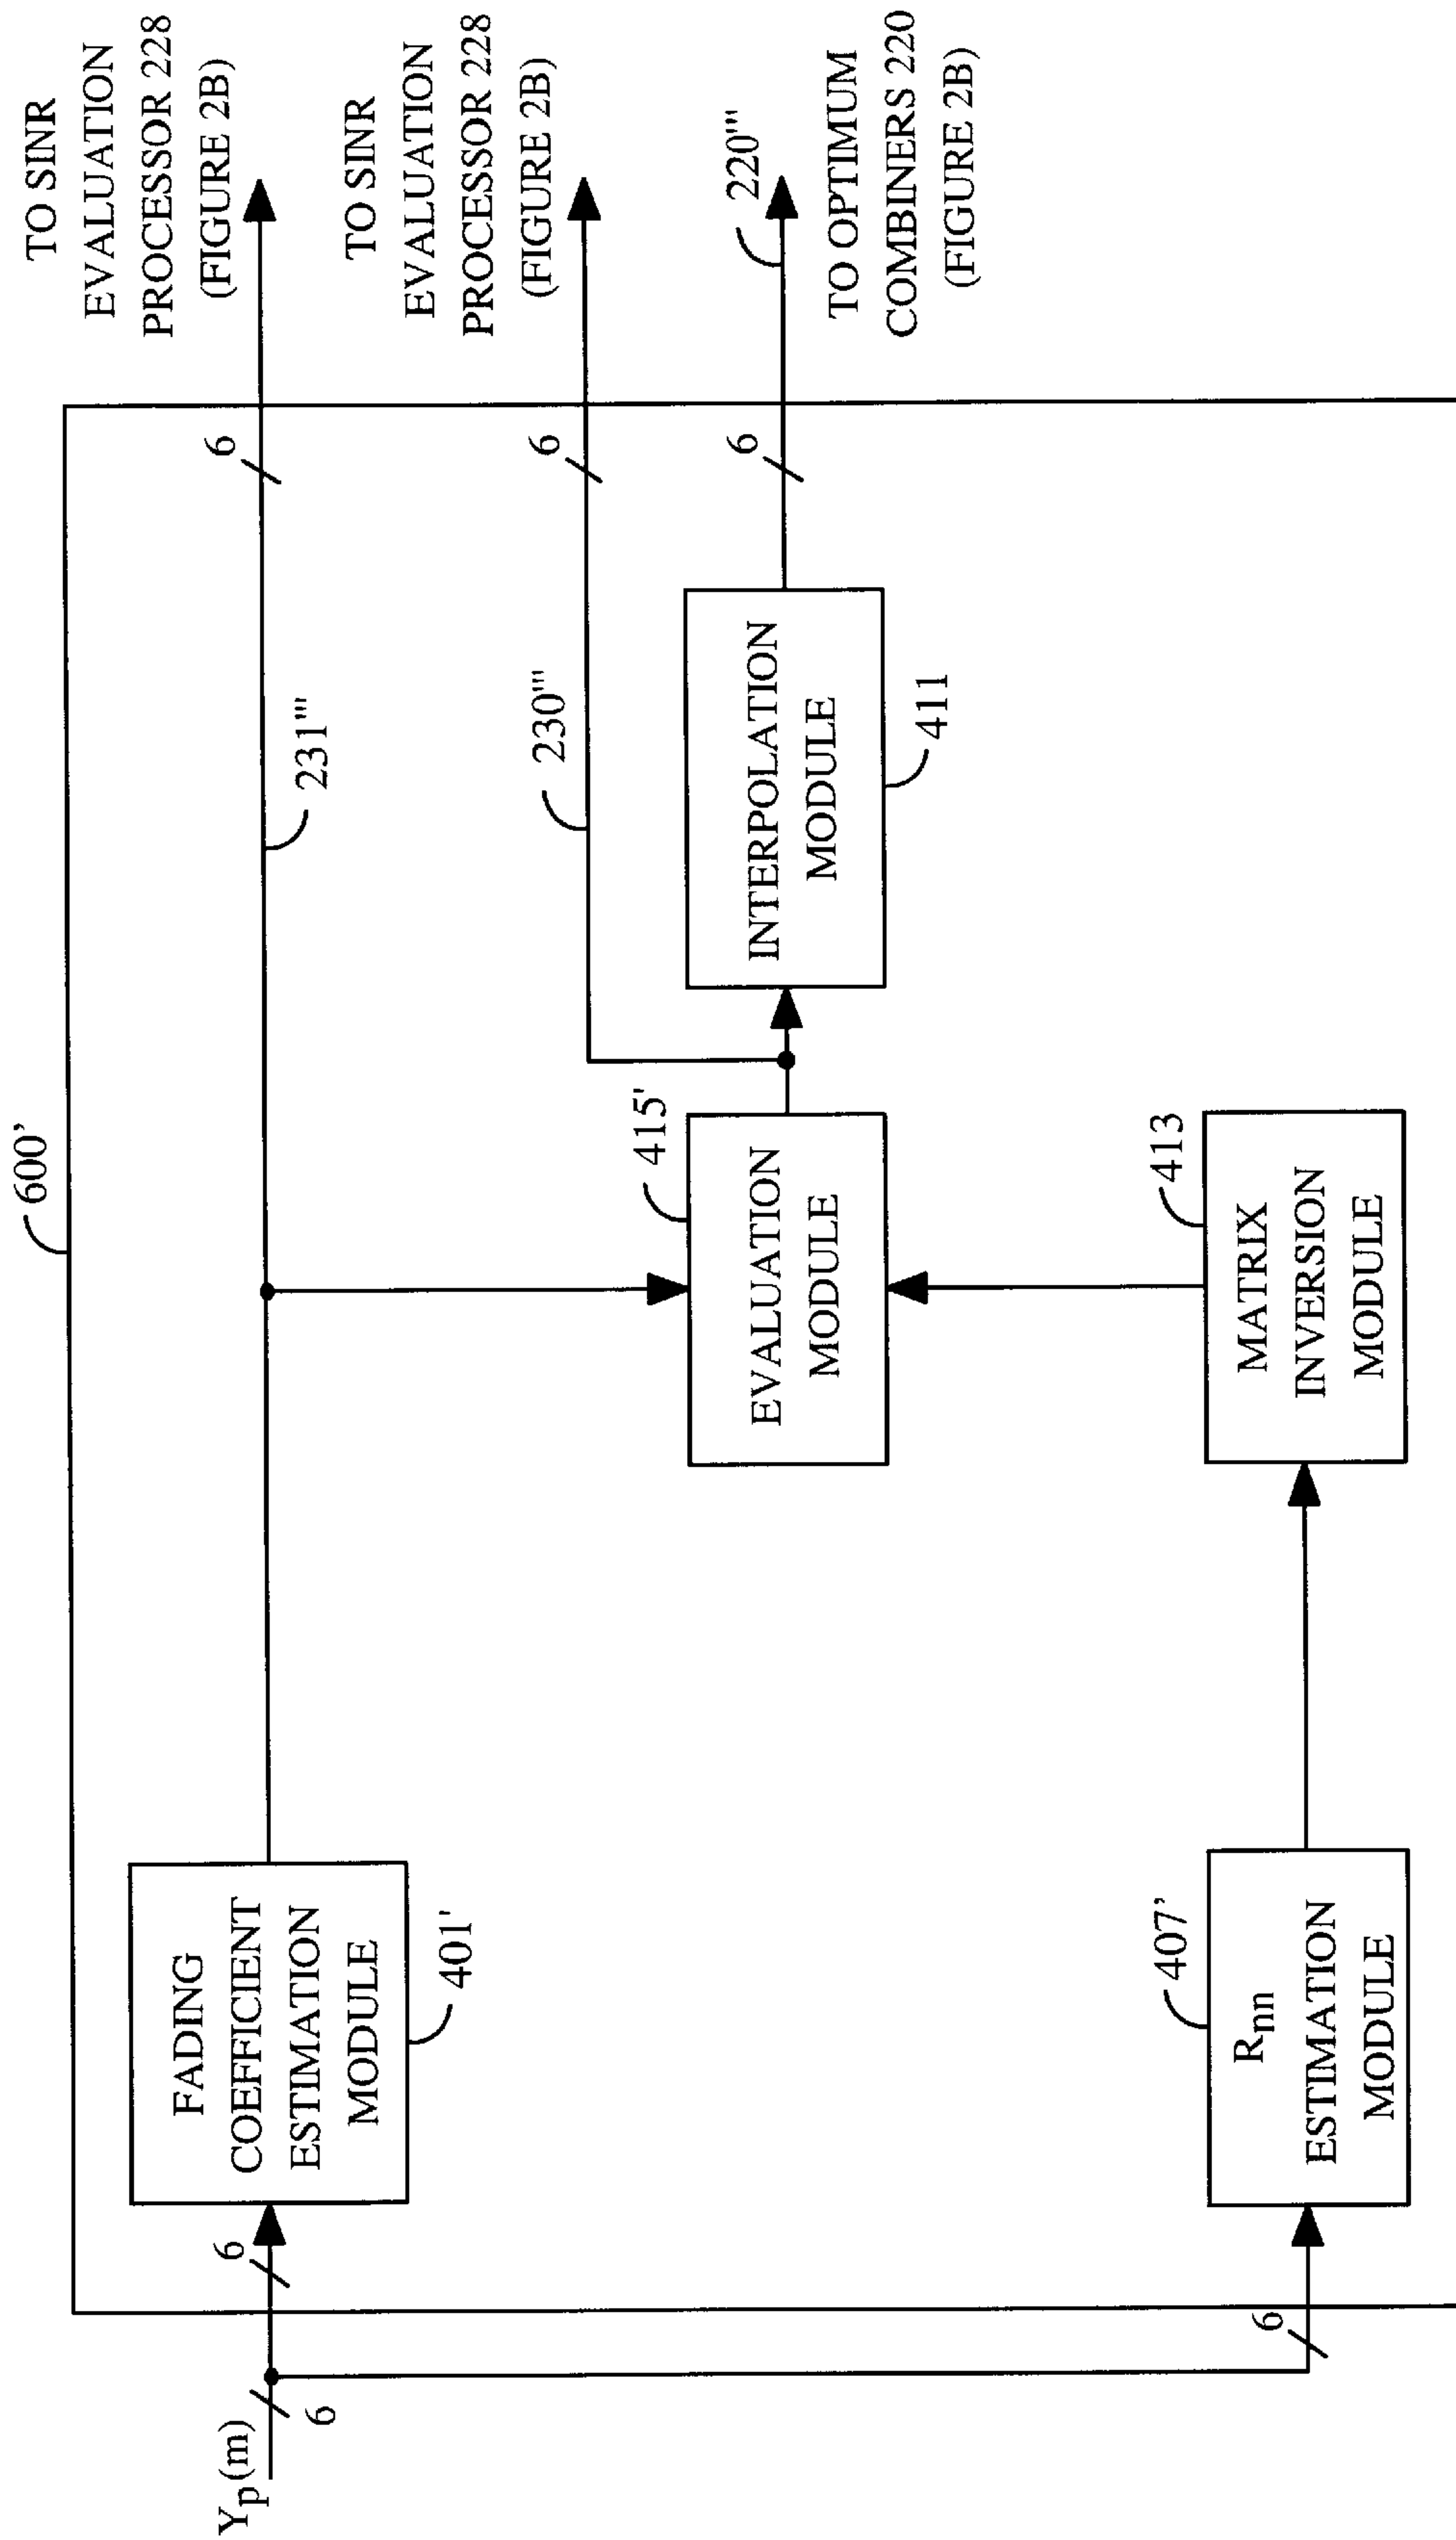 600’
Yp(m)
6
6
6
FADING
COEFFICIENT
ESTIMATION
MODULE
401'
231""
6
TO SINR
EVALUATION
PROCESSOR 228
(FIGURE 2B)
230""
6
TO SINR
EVALUATION
PROCESSOR 228
(FIGURE 2B)
EVALUATION
MODULE
415'
INTERPOLATION
MODULE
411
6
220""
TO OPTIMUM
COMBINERS 220
(FIGURE 2B)
Rnn
ESTIMATION
MODULE
407’
MATRIX
INVERSION
MODULE
413